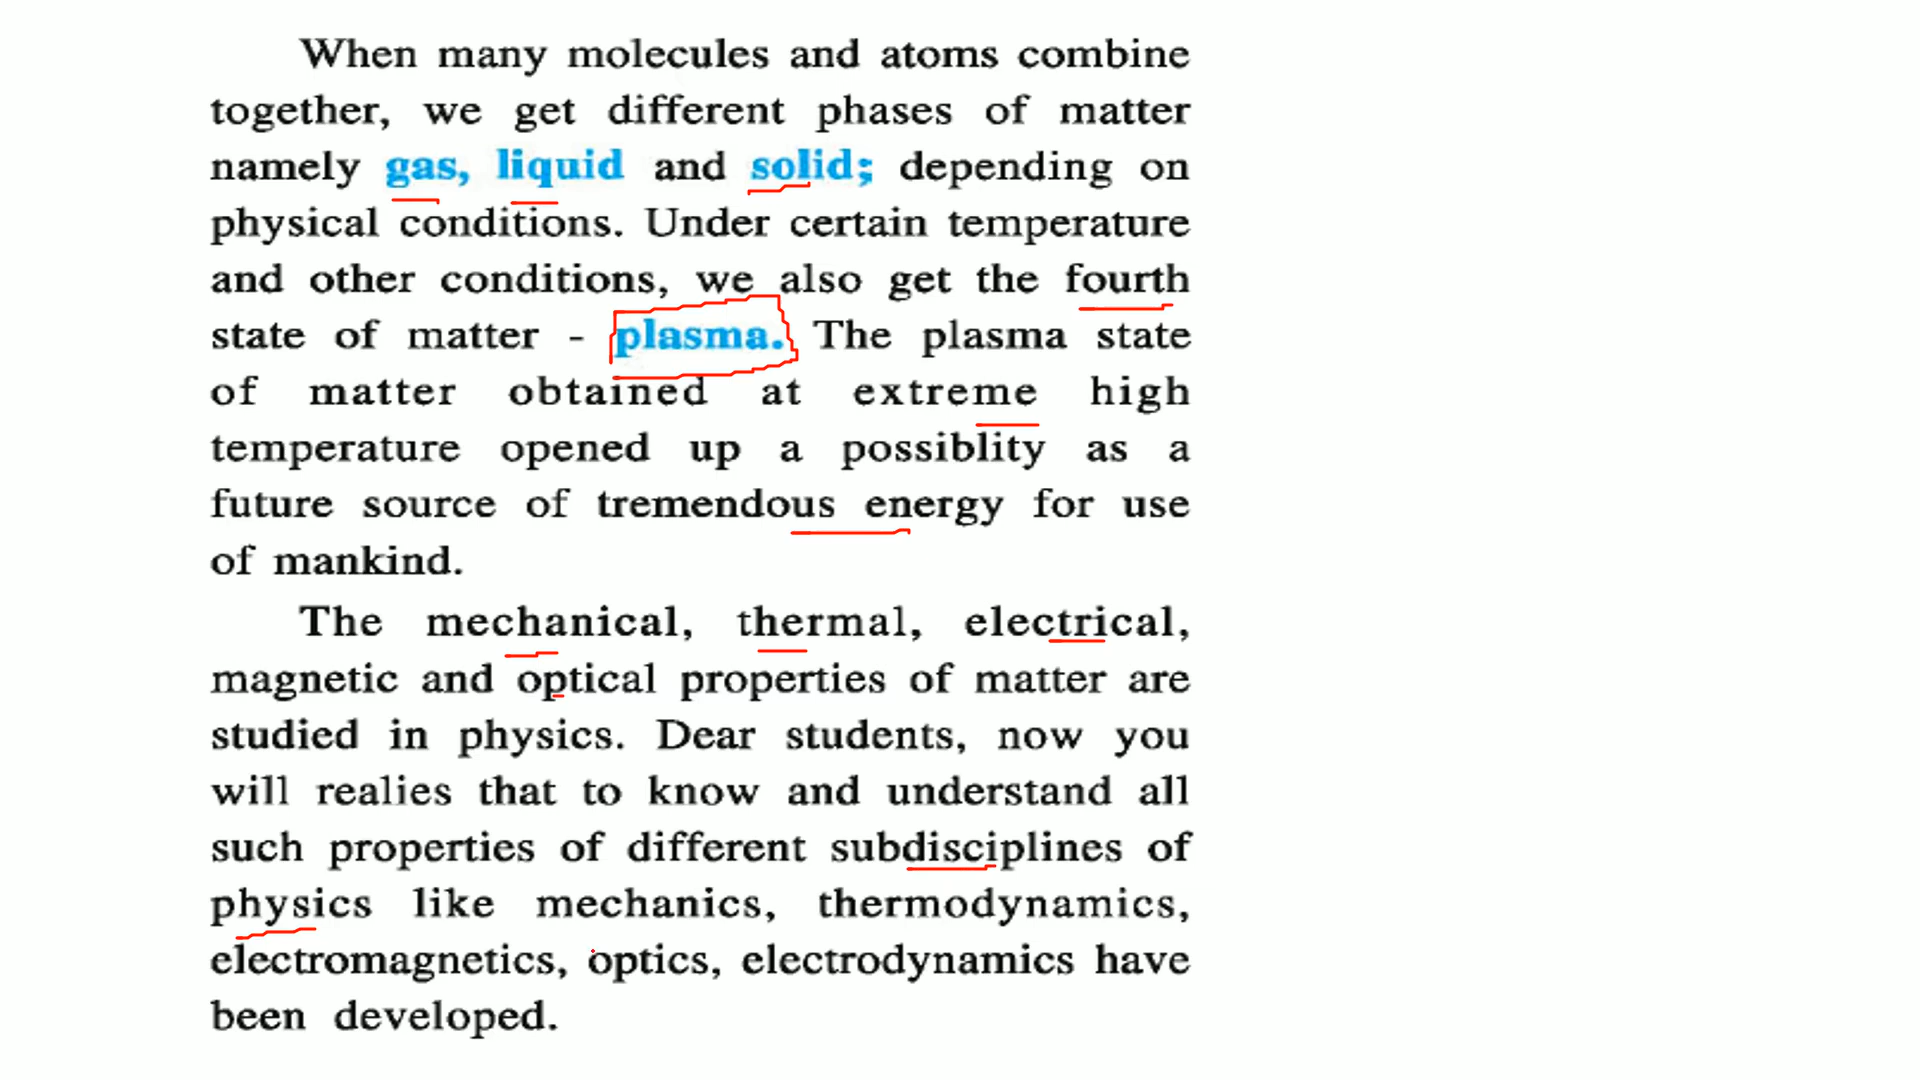 When many molecules and atoms combine
together, we get different phases of matter
namely gas, liquid and solid; depending on
physical conditions. Under certain temperature
and other conditions, we also get the fourth
state of matter - plasma. The plasma state
of matter obtained at extreme high
temperature opened up a possiblity as a
future source of tremendous energy for use
of mankind.
The mechanical, thermal, electrical,
magnetic and optical properties of matter are
studied in physics. Dear students, now you
will realies that to know and understand all
such properties of different subdisciplines of
physics like mechanics, thermodynamics,
electromagnetics, optics, electrodynamics have
been developed.